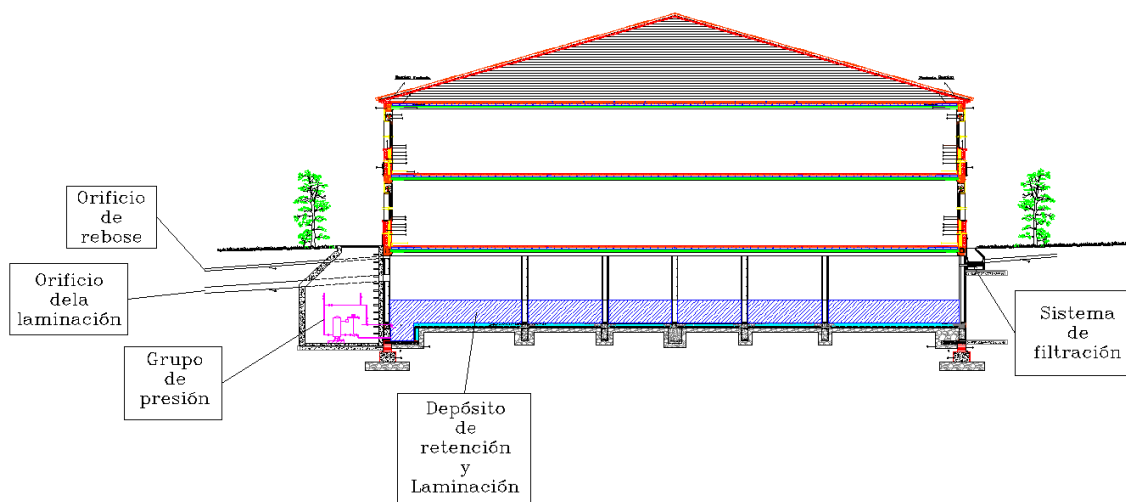 Orificio
de
rebose
Orificio
dela
laminación
Grupo
de
presión
Depósito
de
retención
y
Laminación
Sistema
de
filtración